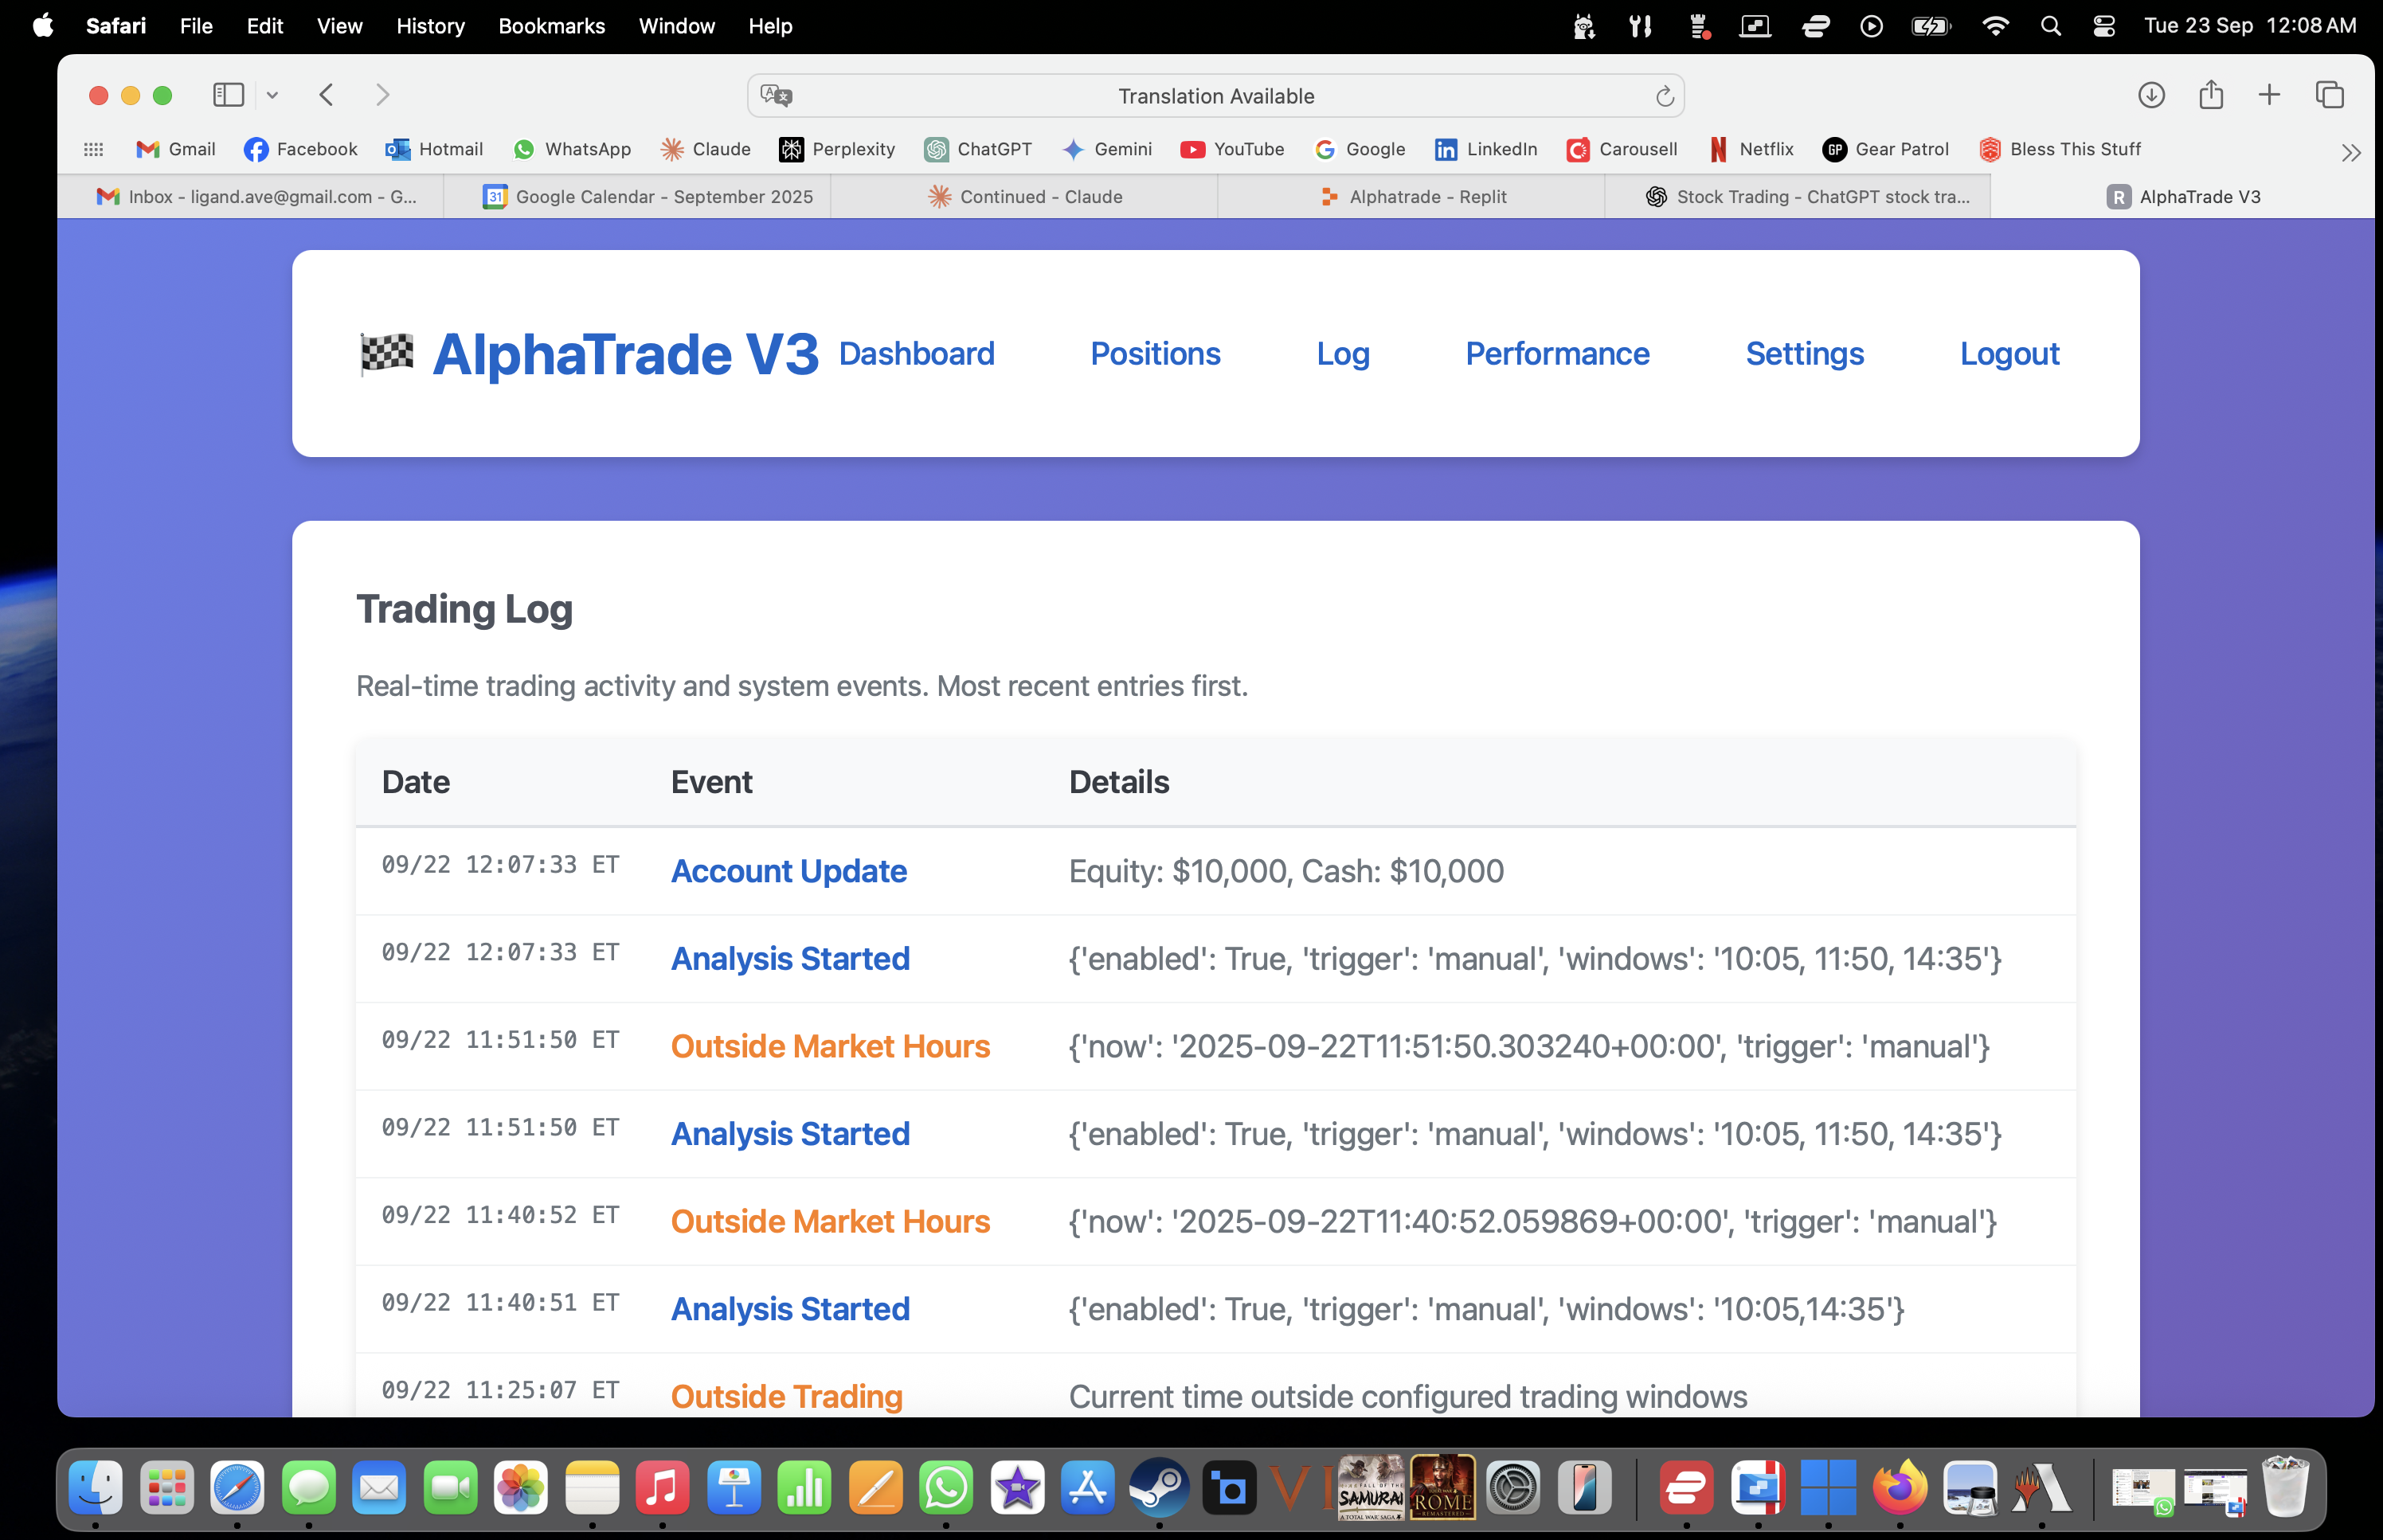 Safari File Edit View History Bookmarks Window Help Tue 23 Sep 12:08 AM
Translation Available
Gmail Facebook Hotmail WhatsApp Claude Perplexity ChatGPT Gemini YouTube Google LinkedIn Carousell Netflix GP Gear Patrol Bless This Stuff
Inbox - ligand.ave@gmail.com - G... 31 Google Calendar - September 2025 Continued - Claude Alphatrade - Replit Stock Trading - ChatGPT stock tra... R AlphaTrade V3
AlphaTrade V3 Dashboard Positions Log Performance Settings Logout
Trading Log
Real-time trading activity and system events. Most recent entries first.
Date Event Details
09/22 12:07:33 ET Account Update Equity: $10,000, Cash: $10,000
09/22 12:07:33 ET Analysis Started {'enabled': True, 'trigger': 'manual', 'windows': '10:05, 11:50, 14:35'}
09/22 11:51:50 ET Outside Market Hours {'now': '2025-09-22T11:51:50.303240+00:00', 'trigger': 'manual'}
09/22 11:51:50 ET Analysis Started {'enabled': True, 'trigger': 'manual', 'windows': '10:05, 11:50, 14:35'}
09/22 11:40:52 ET Outside Market Hours {'now': '2025-09-22T11:40:52.059869+00:00', 'trigger': 'manual'}
09/22 11:40:51 ET Analysis Started {'enabled': True, 'trigger': 'manual', 'windows': '10:05,14:35'}
09/22 11:25:07 ET Outside Trading Current time outside configured trading windows
VI SAMURAI ROME